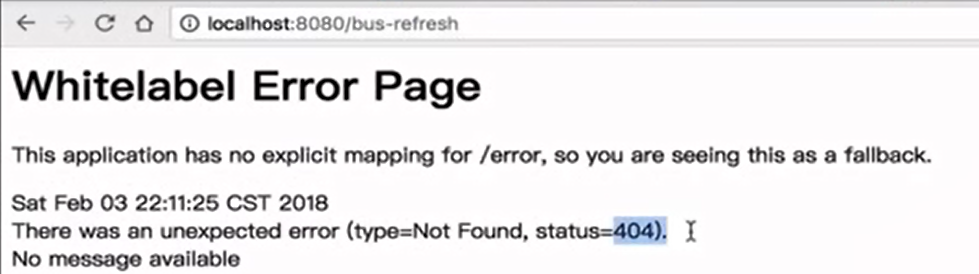 localhost:8080/bus-refresh
Whitelabel Error Page
This application has no explicit mapping for /error, so you are seeing this as a fallback.
Sat Feb 03 22:11:25 CST 2018
There was an unexpected error (type=Not Found, status=404).
No message available